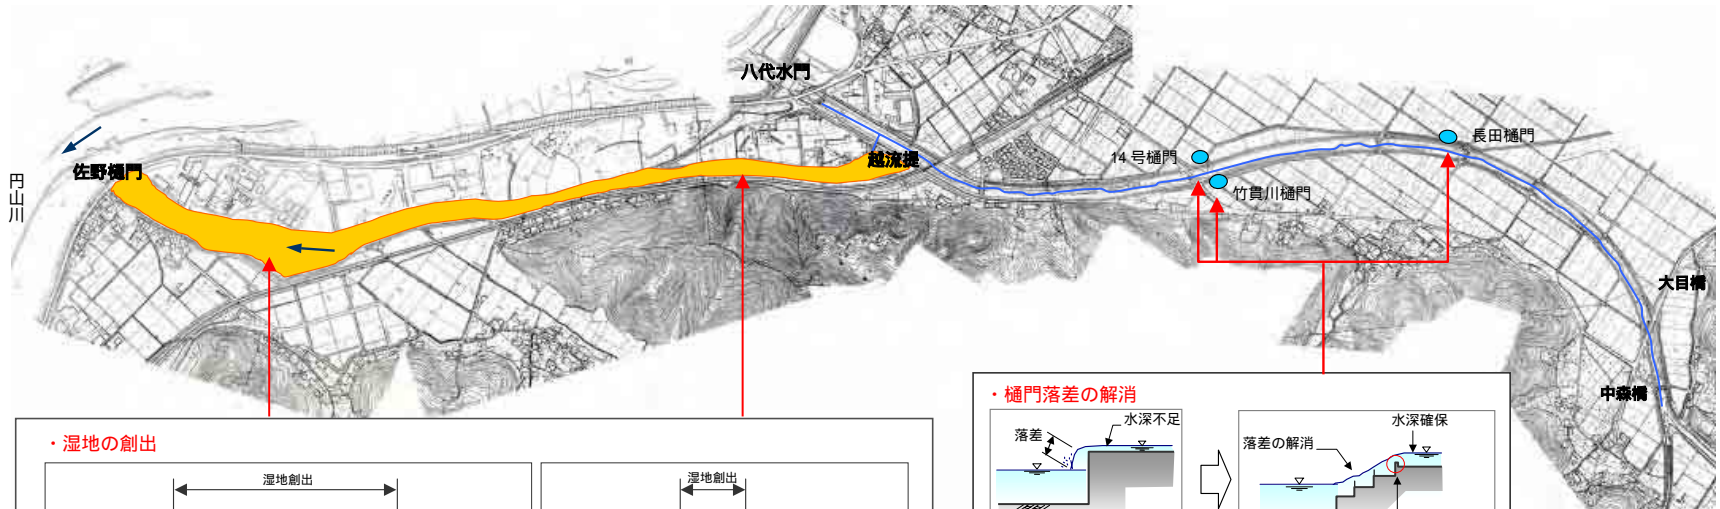 八代水門
佐野樋門
円山川
越流提
14号樋門
竹貫川樋門
長田樋門
大目橋
中森橋
・湿地の創出
湿地創出
湿地創出
・樋門落差の解消
落差
水深不足
落差の解消
水深確保